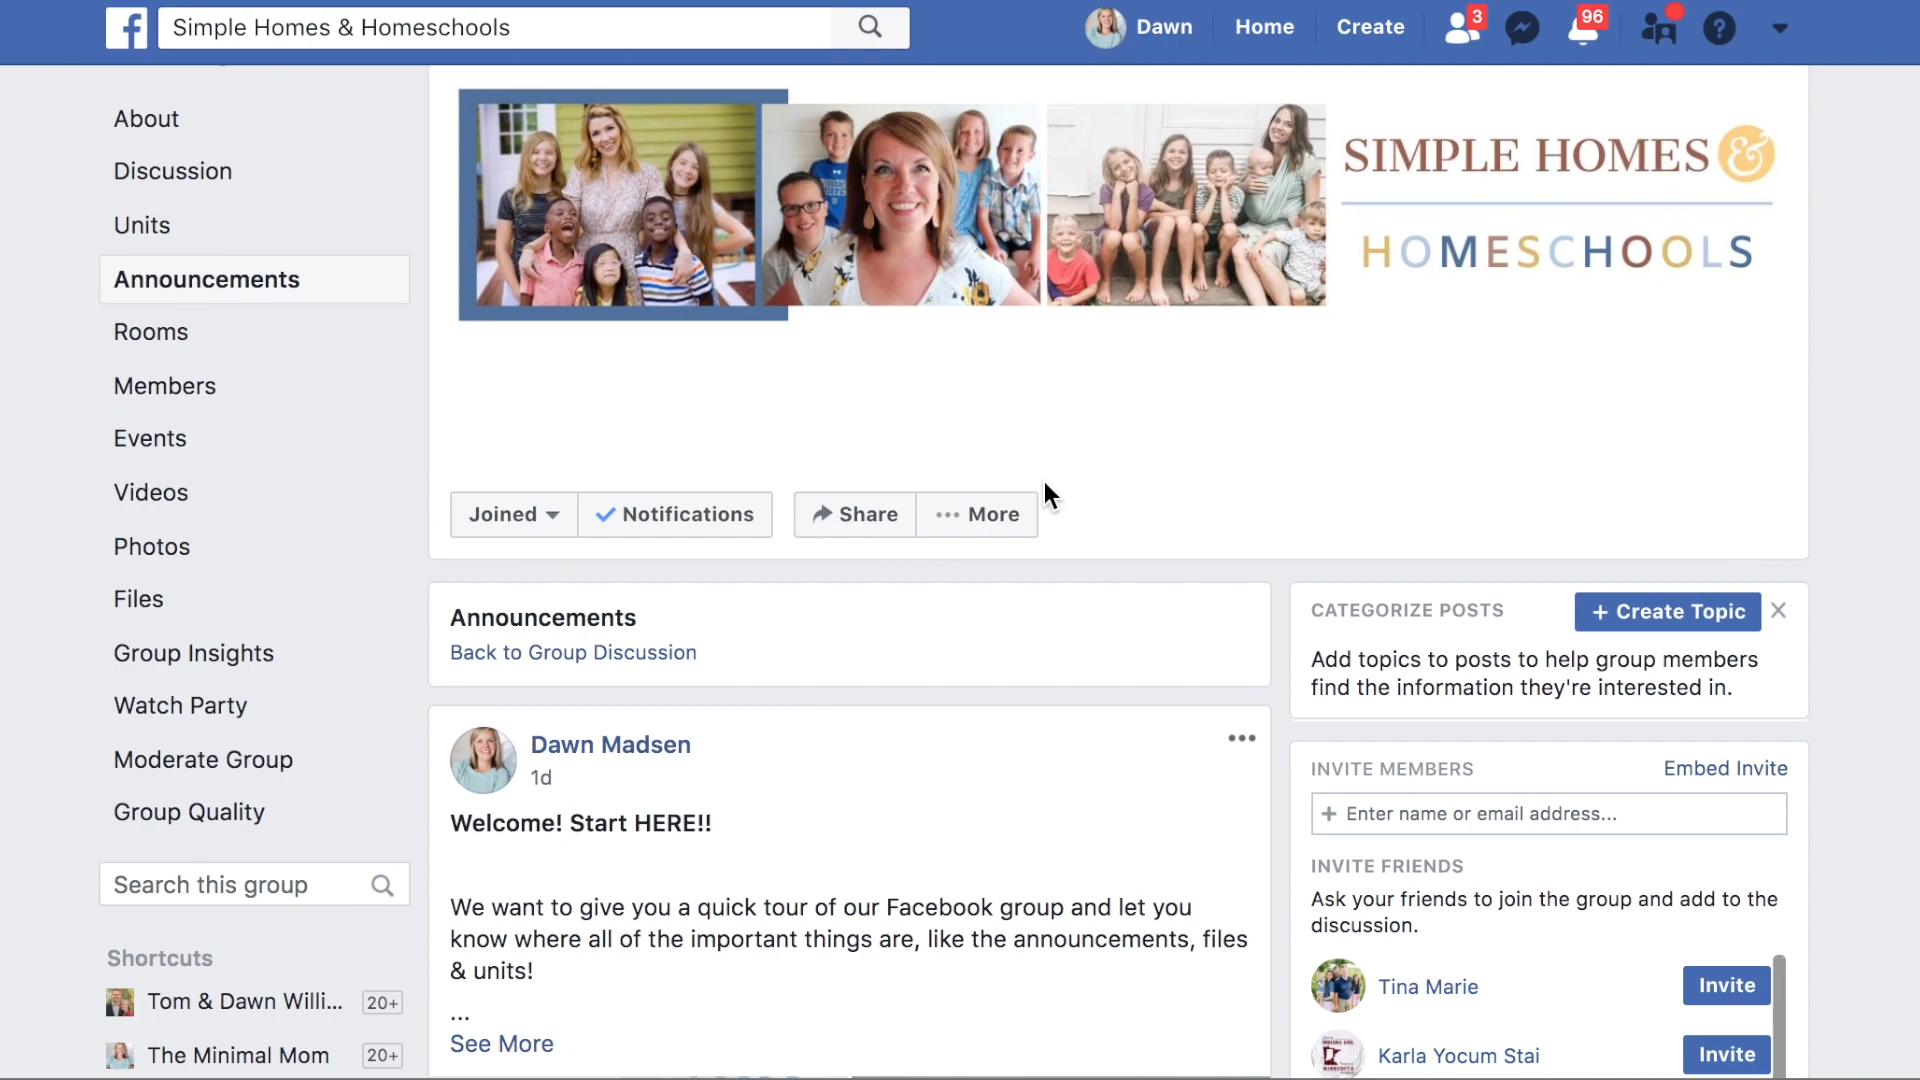 Simple Homes & Homeschools
Dawn
Home
Create
3
96
About
Discussion
Units
Announcements
Rooms
Members
Events
Videos
Photos
Files
Group Insights
Watch Party
Moderate Group
Group Quality
Search this group
Shortcuts
Tom & Dawn Willi... 20+
The Minimal Mom 20+
SIMPLE HOMES &
HOMESCHOOLS
Joined
Notifications
Share
More
Announcements
Back to Group Discussion
Dawn Madsen
1d
Welcome! Start HERE!!
We want to give you a quick tour of our Facebook group and let you
know where all of the important things are, like the announcements, files
& units!
...
See More
CATEGORIZE POSTS
+ Create Topic
Add topics to posts to help group members
find the information they're interested in.
INVITE MEMBERS
Embed Invite
+ Enter name or email address...
INVITE FRIENDS
Ask your friends to join the group and add to the
discussion.
Tina Marie
Invite
Karla Yocum Stai
Invite